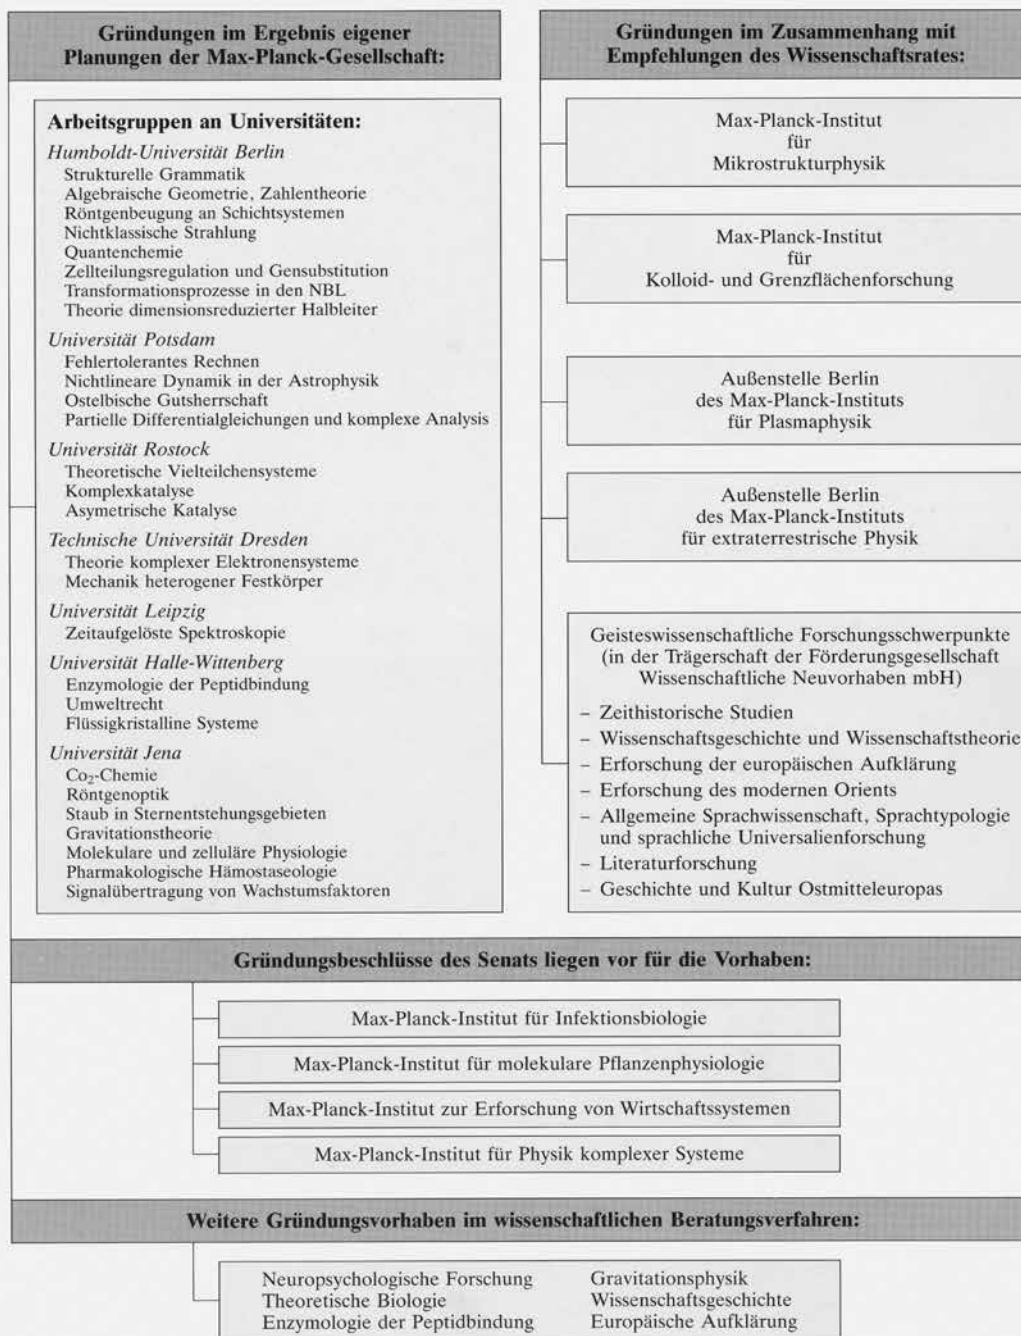 Gründungen im Ergebnis eigener
Planungen der Max-Planck-Gesellschaft:
Arbeitsgruppen an Universitäten:
Humboldt-Universität Berlin
Strukturelle Grammatik
Algebraische Geometrie, Zahlentheorie
Röntgenbeugung an Schichtsystemen
Nichtklassische Strahlung
Quantenchemie
Zellteilungsregulation und Gensubstitution
Transformationsprozesse in den NBL
Theorie dimensionsreduzierter Halbleiter
Universität Potsdam
Fehlertolerantes Rechnen
Nichtlineare Dynamik in der Astrophysik
Ostelbische Gutsherrschaft
Partielle Differentialgleichungen und komplexe Analysis
Universität Rostock
Theoretische Vielteilchensysteme
Komplexkatalyse
Asymetrische Katalyse
Technische Universität Dresden
Theorie komplexer Elektronensysteme
Mechanik heterogener Festkörper
Universität Leipzig
Zeitaufgelöste Spektroskopie
Universität Halle-Wittenberg
Enzymologie der Peptidbindung
Umweltrecht
Flüssigkristalline Systeme
Universität Jena
Co₂-Chemie
Röntgenoptik
Staub in Sternentstehungsgebieten
Gravitationstheorie
Molekulare und zelluläre Physiologie
Pharmakologische Hämostaseologie
Signalübertragung von Wachstumsfaktoren
Gründungen im Zusammenhang mit
Empfehlungen des Wissenschaftsrates:
Max-Planck-Institut
für
Mikrostrukturphysik
Max-Planck-Institut
für
Kolloid- und Grenzflächenforschung
Außenstelle Berlin
des Max-Planck-Instituts
für Plasmaphysik
Außenstelle Berlin
des Max-Planck-Instituts
für extraterrestrische Physik
Geisteswissenschaftliche Forschungsschwerpunkte
(in der Trägerschaft der Förderungsgesellschaft
Wissenschaftliche Neuvorhaben mbH)
– Zeithistorische Studien
– Wissenschaftsgeschichte und Wissenschaftstheorie
– Erforschung der europäischen Aufklärung
– Erforschung des modernen Orients
– Allgemeine Sprachwissenschaft, Sprachtypologie
und sprachliche Universalienforschung
– Literaturforschung
– Geschichte und Kultur Ostmitteleuropas
Gründungsbeschlüsse des Senats liegen vor für die Vorhaben:
Max-Planck-Institut für Infektionsbiologie
Max-Planck-Institut für molekulare Pflanzenphysiologie
Max-Planck-Institut zur Erforschung von Wirtschaftssystemen
Max-Planck-Institut für Physik komplexer Systeme
Weitere Gründungsvorhaben im wissenschaftlichen Beratungsverfahren:
Neuropsychologische Forschung
Theoretische Biologie
Enzymologie der Peptidbindung
Gravitationsphysik
Wissenschaftsgeschichte
Europäische Aufklärung